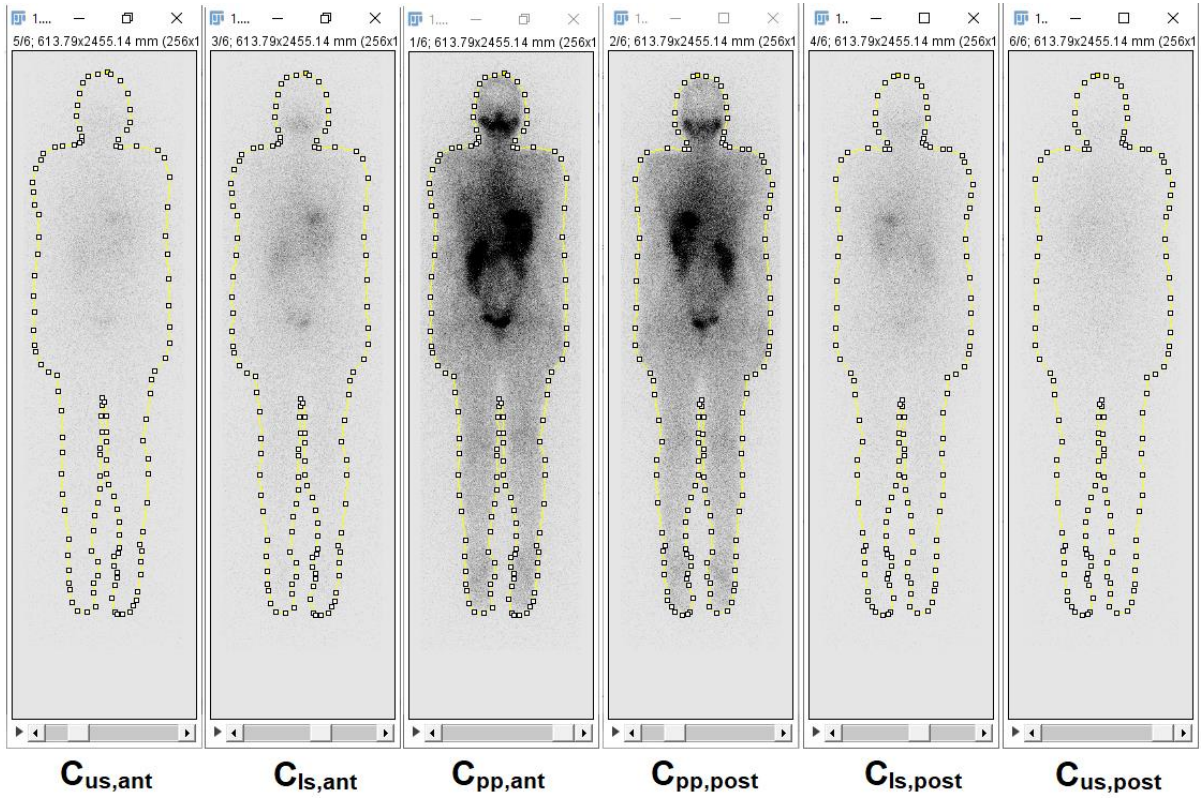 1....
1....
1....
1....
1..
1..
5/6; 613.79x2455.14 mm (256x1
3/6; 613.79x2455.14 mm (256x1
1/6; 613.79x2455.14 mm (256x1
2/6; 613.79x2455.14 mm (256x1
4/6; 613.79x2455.14 mm (256x1
6/6; 613.79x2455.14 mm (256x1
Cus,ant
Cls,ant
Cpp,ant
Cpp,post
Cls,post
Cus,post